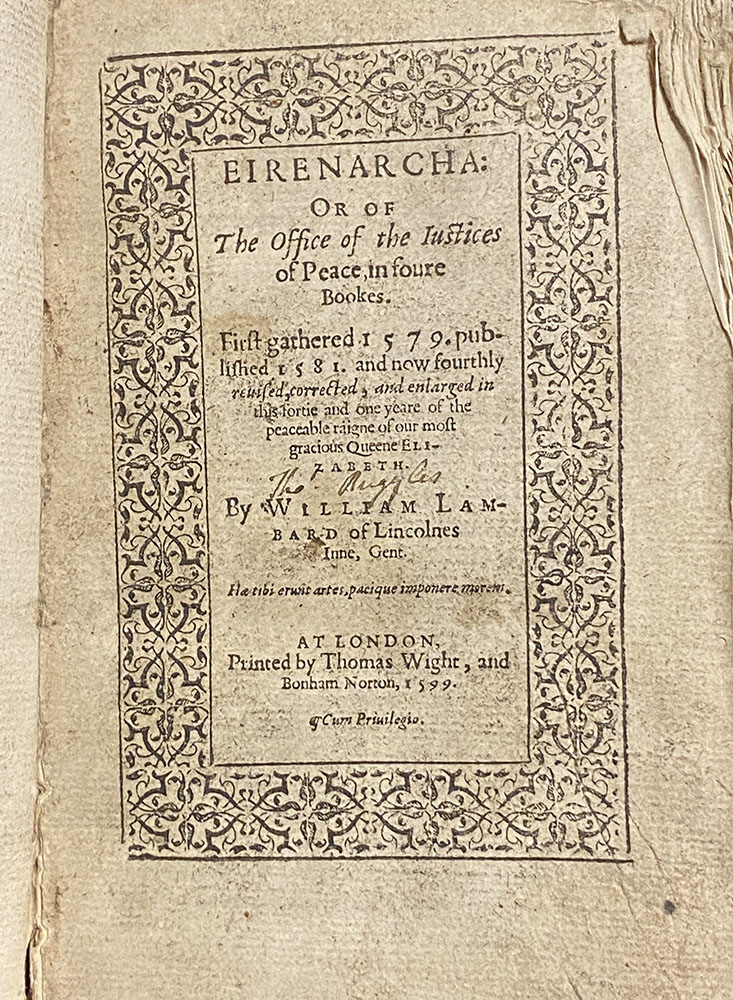 EIRENARCHA:
OR OF
The Office of the Iuſtices
of Peace, in foure
Bookes.
Firſt gathered 1579. pub-
liſhed 1581. and now fourthly
reuiſed, corrected, and enlarged in
this fortie and one yeare of the
peaceable raigne of our moſt
gracious Queene ELI-
ZABETH.
Tho.ˢ Ruggles
By WILLIAM LAM-
BARD of Lincolnes
Inne, Gent.
Hæ tibi erunt artes, pacique imponere morem.
AT LONDON,
Printed by Thomas Wight, and
Bonham Norton, 1599.
¶Cum Priuilegio.